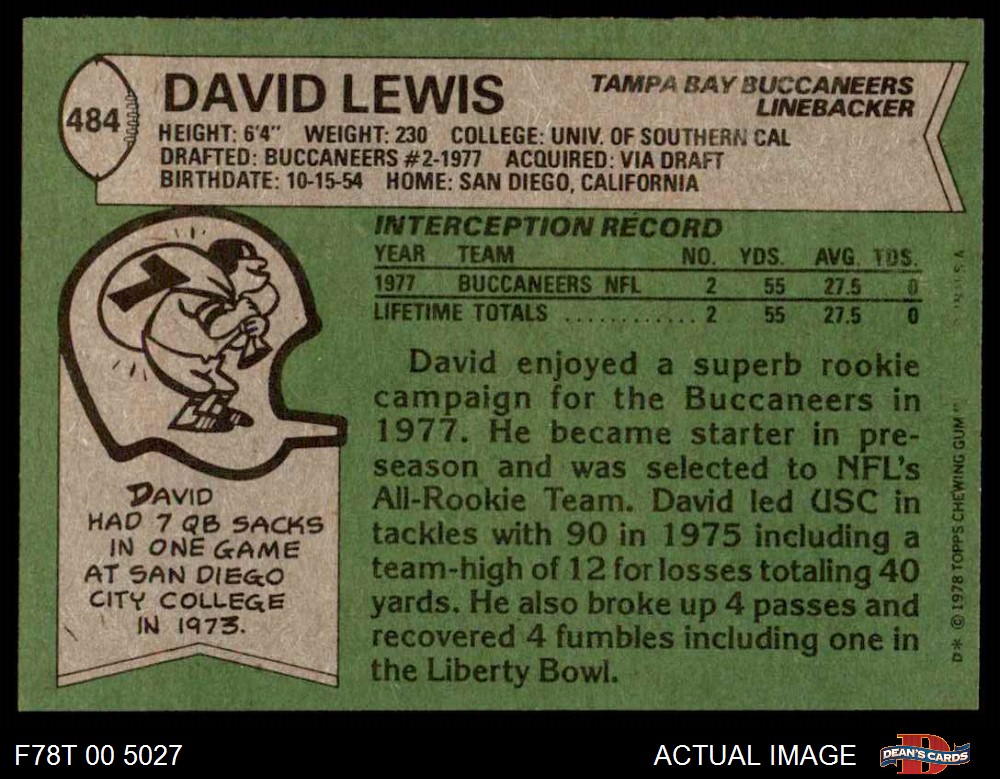 484
DAVID LEWIS
TAMPA BAY BUCCANEERS
LINEBACKER
HEIGHT: 6'4" WEIGHT: 230 COLLEGE: UNIV. OF SOUTHERN CAL
DRAFTED: BUCCANEERS #2-1977 ACQUIRED: VIA DRAFT
BIRTHDATE: 10-15-54 HOME: SAN DIEGO, CALIFORNIA
INTERCEPTION RECORD
YEAR TEAM NO. YDS. AVG. TDS.
1977 BUCCANEERS NFL 2 55 27.5 0
LIFETIME TOTALS ............ 2 55 27.5 0
David enjoyed a superb rookie
campaign for the Buccaneers in
1977. He became starter in pre-
season and was selected to NFL's
All-Rookie Team. David led USC in
tackles with 90 in 1975 including a
team-high of 12 for losses totaling 40
yards. He also broke up 4 passes and
recovered 4 fumbles including one in
the Liberty Bowl.
7
DAVID
HAD 7 QB SACKS
IN ONE GAME
AT SAN DIEGO
CITY COLLEGE
IN 1973.
D* © 1978 TOPPS CHEWING GUM
F78T 00 5027
ACTUAL IMAGE
D
DEAN'S CARDS